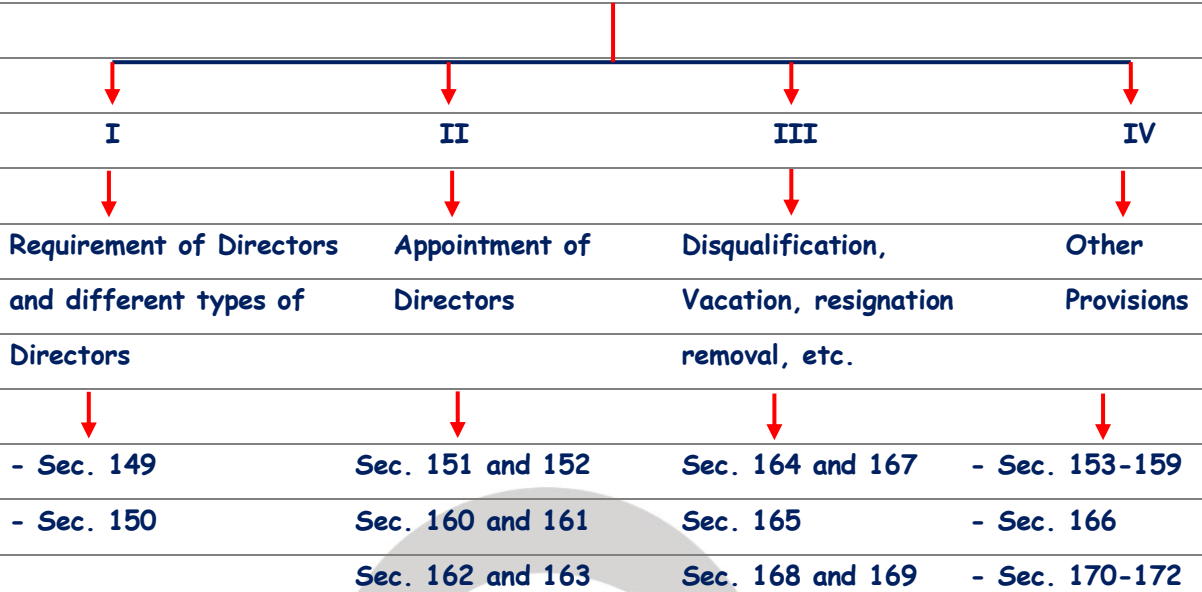 I II III IV
Requirement of Directors Appointment of Disqualification, Other
and different types of Directors Vacation, resignation Provisions
Directors removal, etc.
- Sec. 149 Sec. 151 and 152 Sec. 164 and 167 - Sec. 153-159
- Sec. 150 Sec. 160 and 161 Sec. 165 - Sec. 166
Sec. 162 and 163 Sec. 168 and 169 - Sec. 170-172